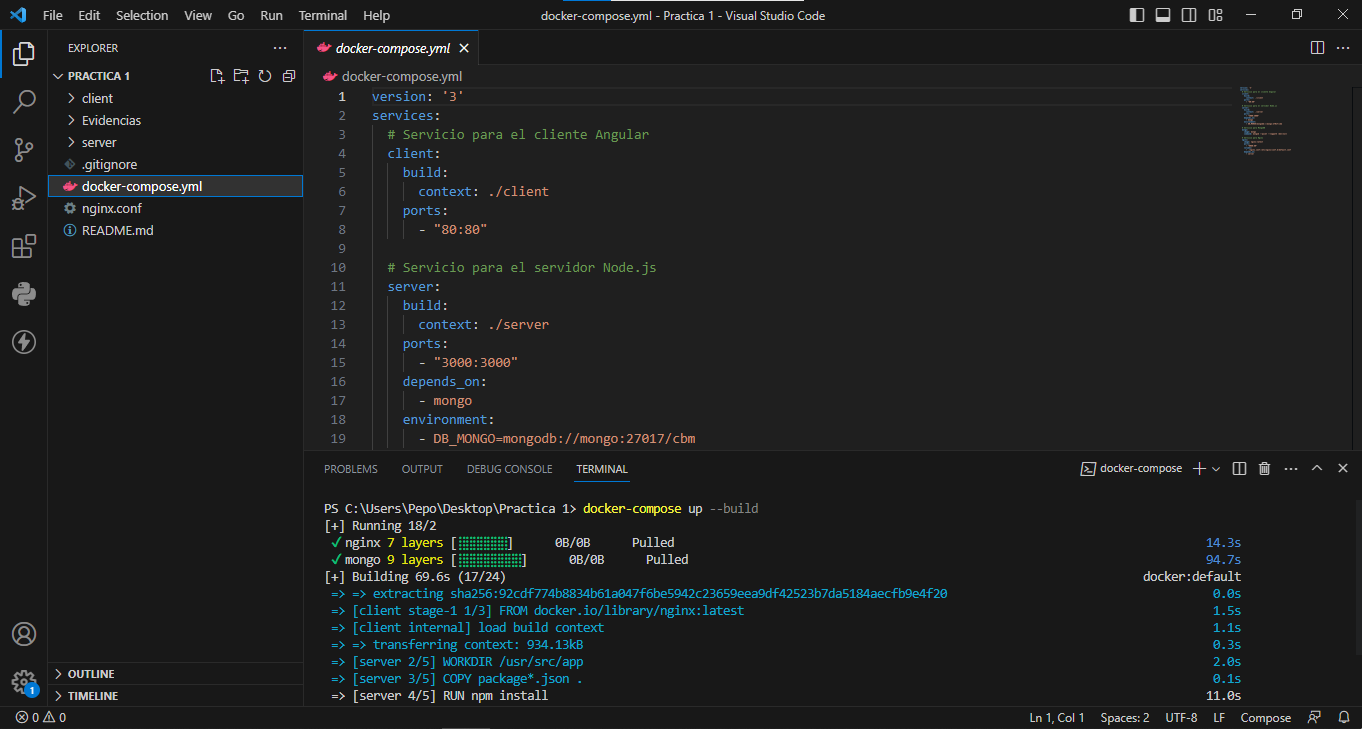 File Edit Selection View Go Run Terminal Help
docker-compose.yml - Practica 1 - Visual Studio Code
EXPLORER
PRACTICA 1
client
Evidencias
server
.gitignore
docker-compose.yml
nginx.conf
README.md
OUTLINE
TIMELINE
1
docker-compose.yml
docker-compose.yml
1 version: '3'
2 services:
3 # Servicio para el cliente Angular
4 client:
5 build:
6 context: ./client
7 ports:
8 - "80:80"
9
10 # Servicio para el servidor Node.js
11 server:
12 build:
13 context: ./server
14 ports:
15 - "3000:3000"
16 depends_on:
17 - mongo
18 environment:
19 - DB_MONGO=mongodb://mongo:27017/cbm
PROBLEMS OUTPUT DEBUG CONSOLE TERMINAL
docker-compose
PS C:\Users\Pepo\Desktop\Practica 1> docker-compose up --build
[+] Running 18/2
✓ nginx 7 layers [⣿⣿⣿⣿⣿⣿⣿] 0B/0B Pulled 14.3s
✓ mongo 9 layers [⣿⣿⣿⣿⣿⣿⣿⣿⣿] 0B/0B Pulled 94.7s
[+] Building 69.6s (17/24) docker:default
=> => extracting sha256:92cdf774b8834b61a047f6be5942c23659eea9df42523b7da5184aecfb9e4f20 0.0s
=> [client stage-1 1/3] FROM docker.io/library/nginx:latest 1.5s
=> [client internal] load build context 1.1s
=> => transferring context: 934.13kB 0.3s
=> [server 2/5] WORKDIR /usr/src/app 2.0s
=> [server 3/5] COPY package*.json . 0.1s
=> [server 4/5] RUN npm install 11.0s
0 0
Ln 1, Col 1 Spaces: 2 UTF-8 LF Compose